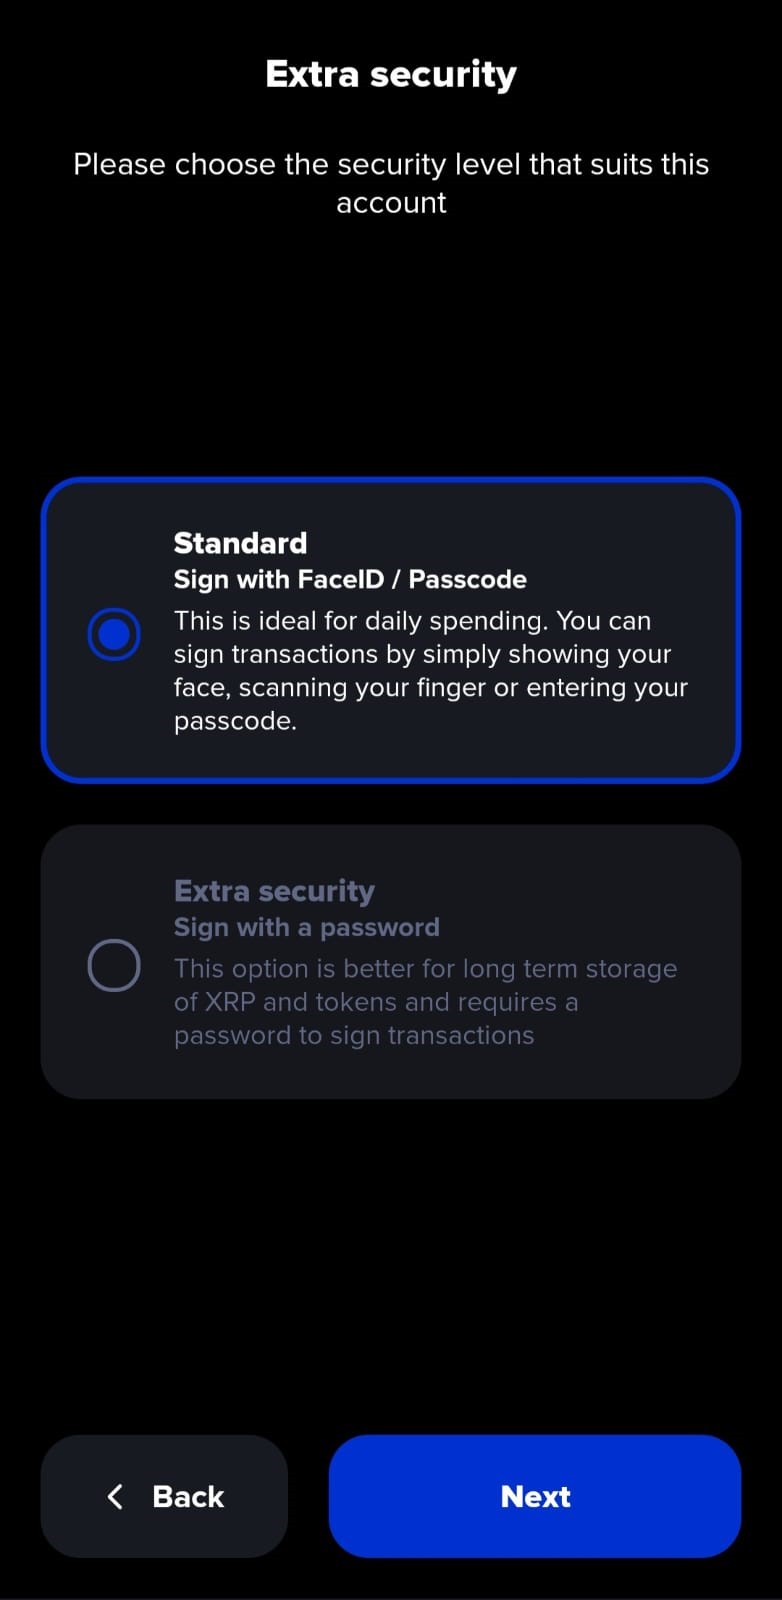 Extra security
Please choose the security level that suits this
account
Standard
Sign with FaceID / Passcode
This is ideal for daily spending. You can
sign transactions by simply showing your
face, scanning your finger or entering your
passcode.
Extra security
Sign with a password
This option is better for long term storage
of XRP and tokens and requires a
password to sign transactions
Back
Next